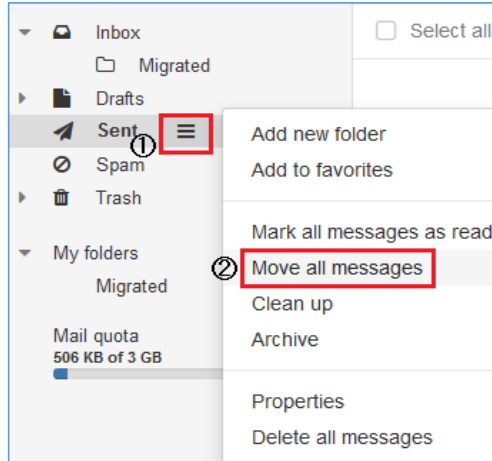 Inbox
Select all
Migrated
Drafts
Sent
①
Add new folder
Spam
Add to favorites
Trash
Mark all messages as read
My folders
② Move all messages
Migrated
Clean up
Mail quota
Archive
506 KB of 3 GB
Properties
Delete all messages